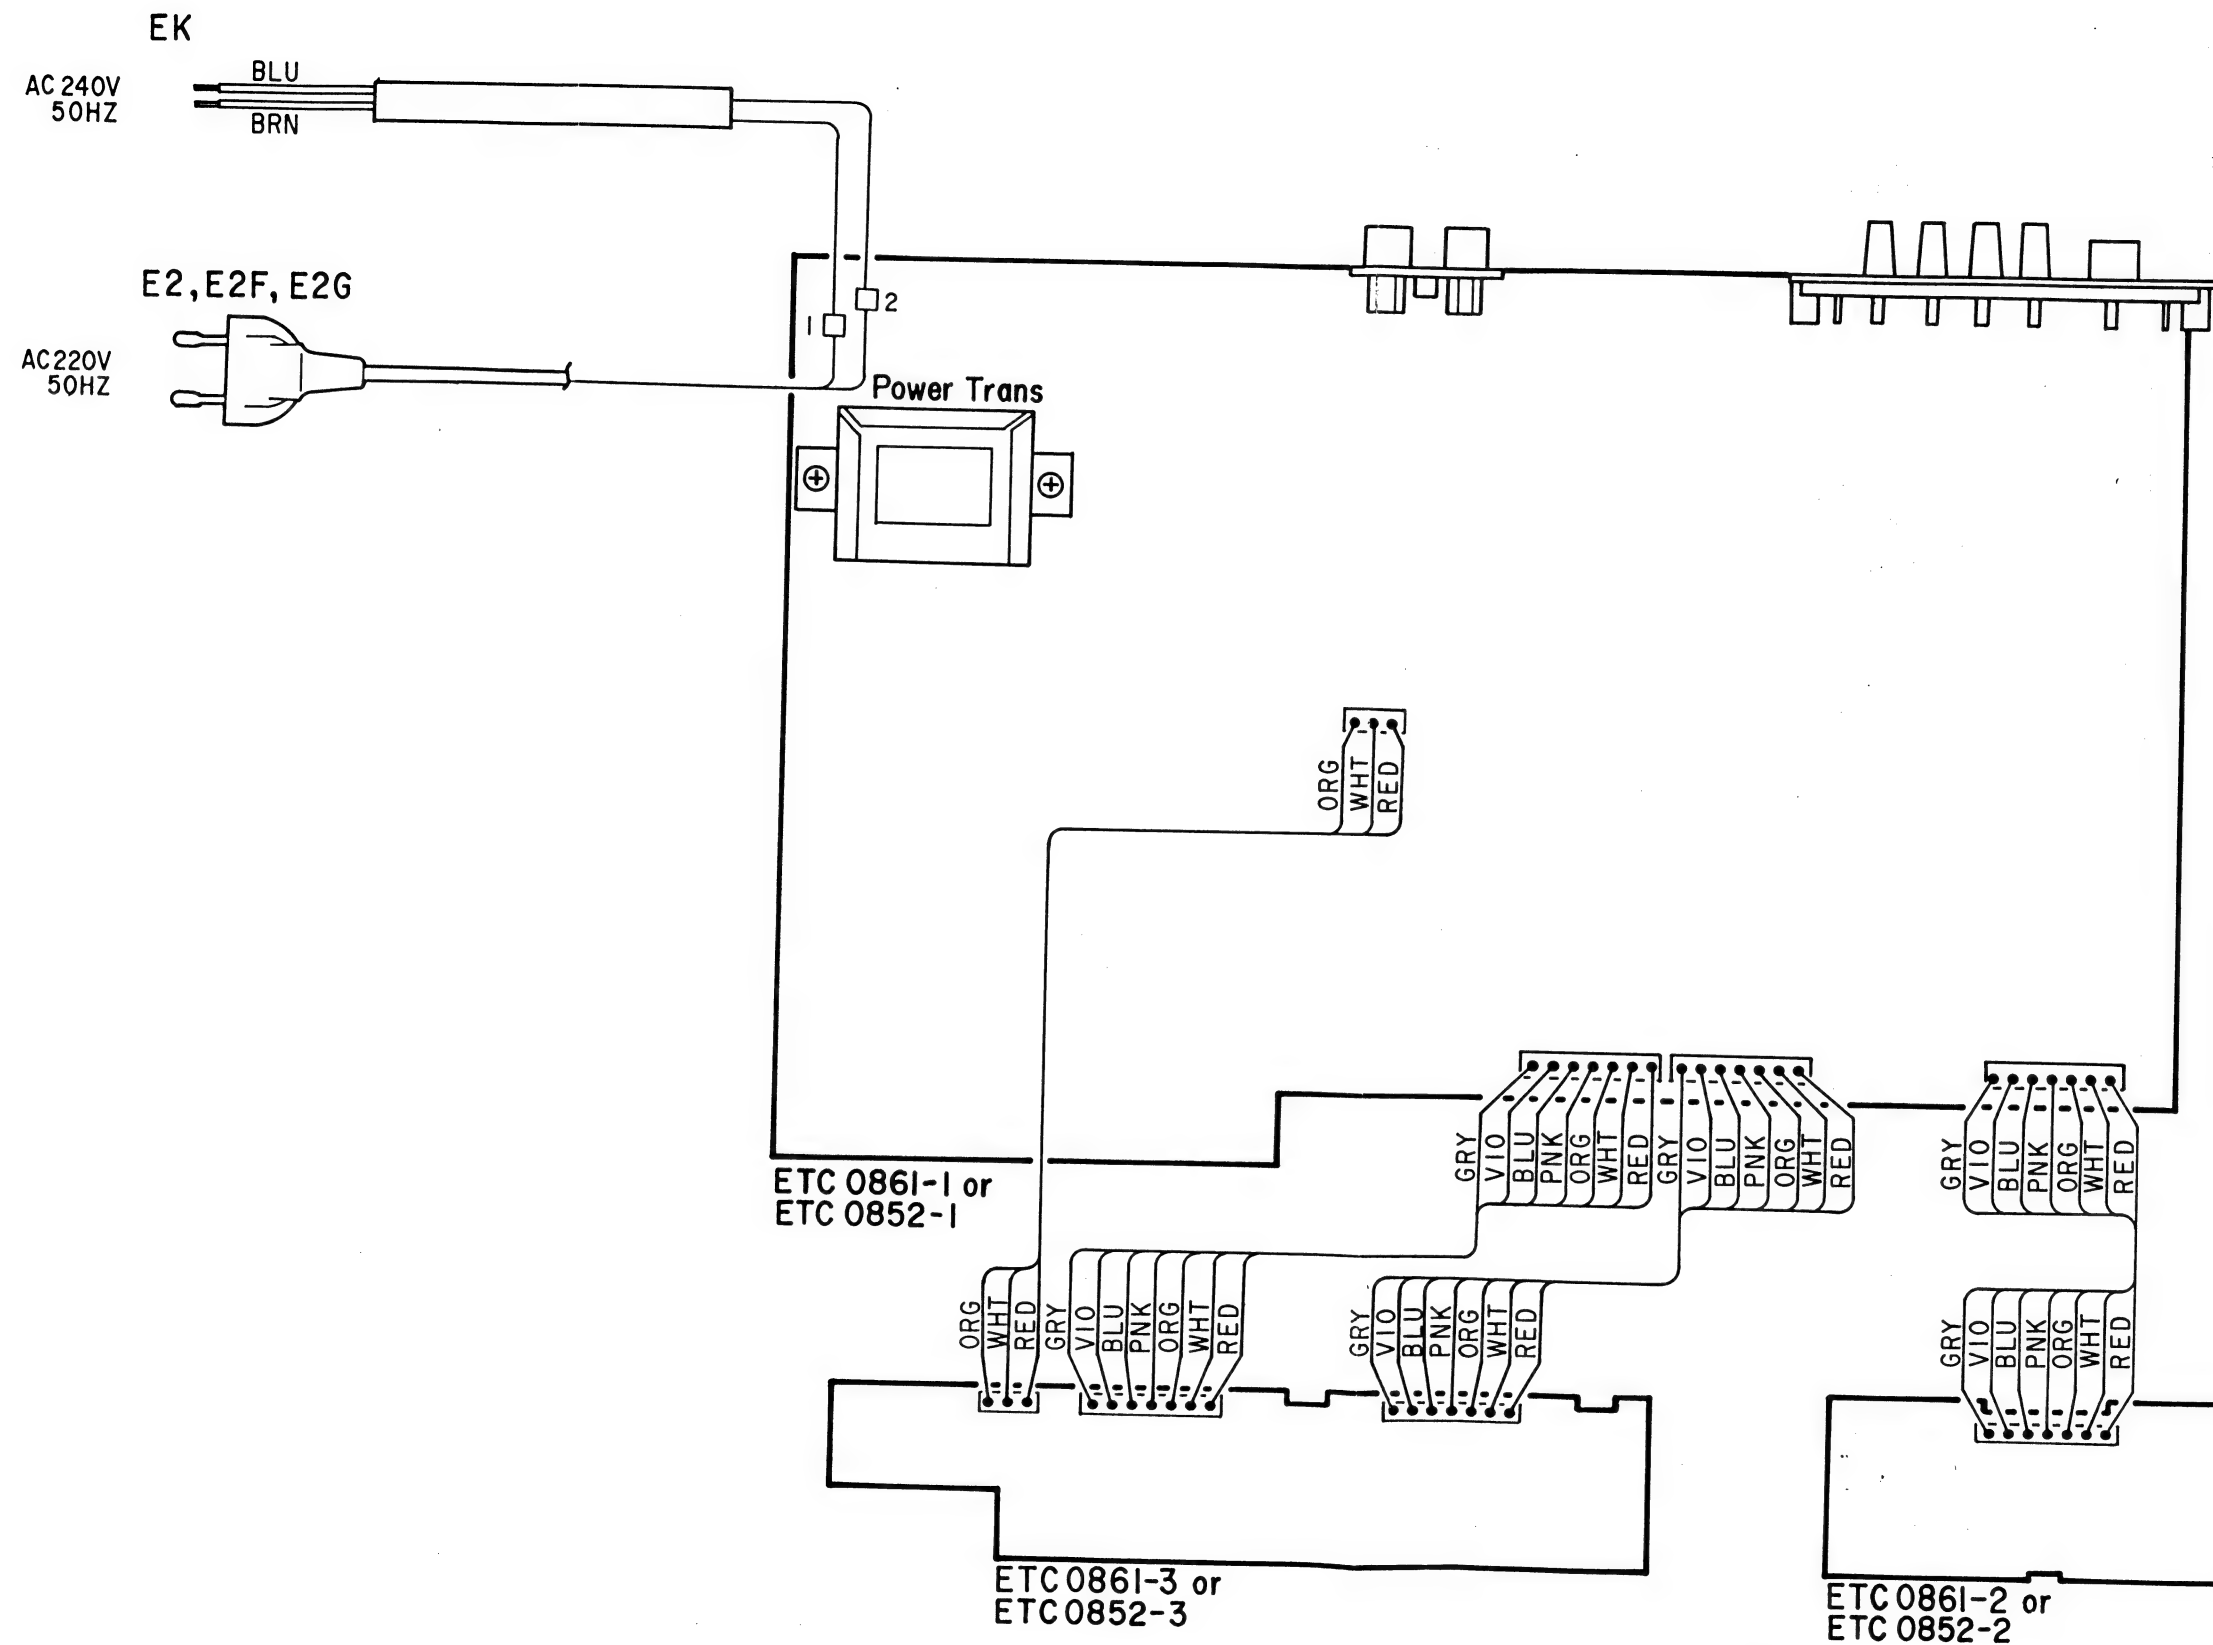 EK
BLU
AC 240V
50HZ
BRN
E2, E2F, E2G
AC 220V
50HZ
1
2
Power Trans
ORG
WHT
RED
GRY
VIO
BLU
PNK
ORG
WHT
RED
GRY
VIO
BLU
PNK
ORG
WHT
RED
GRY
VIO
BLU
PNK
ORG
WHT
RED
ETC 0861-1 or
ETC 0852-1
ORG
WHT
RED
GRY
VIO
BLU
PNK
ORG
WHT
RED
GRY
VIO
BLU
PNK
ORG
WHT
RED
GRY
VIO
BLU
PNK
ORG
WHT
RED
ETC 0861-3 or
ETC 0852-3
ETC 0861-2 or
ETC 0852-2